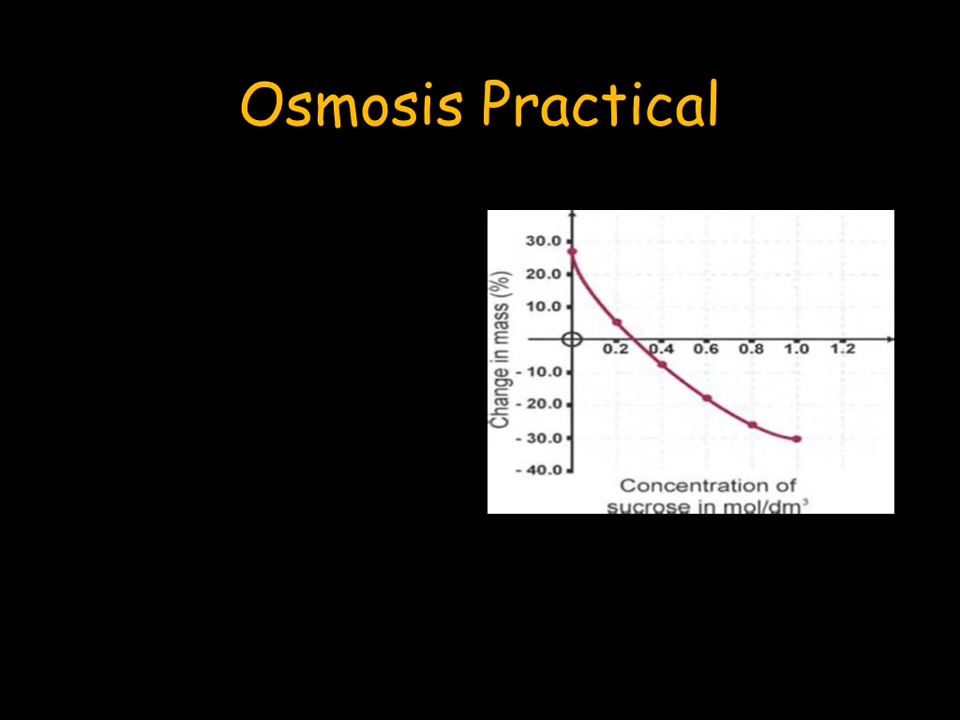 Osmosis Practical
Change in mass (%)
30.0
20.0
10.0
- 10.0
- 20.0
- 30.0
- 40.0
0.2 0.4 0.6 0.8 1.0 1.2
Concentration of
sucrose in mol/dm³